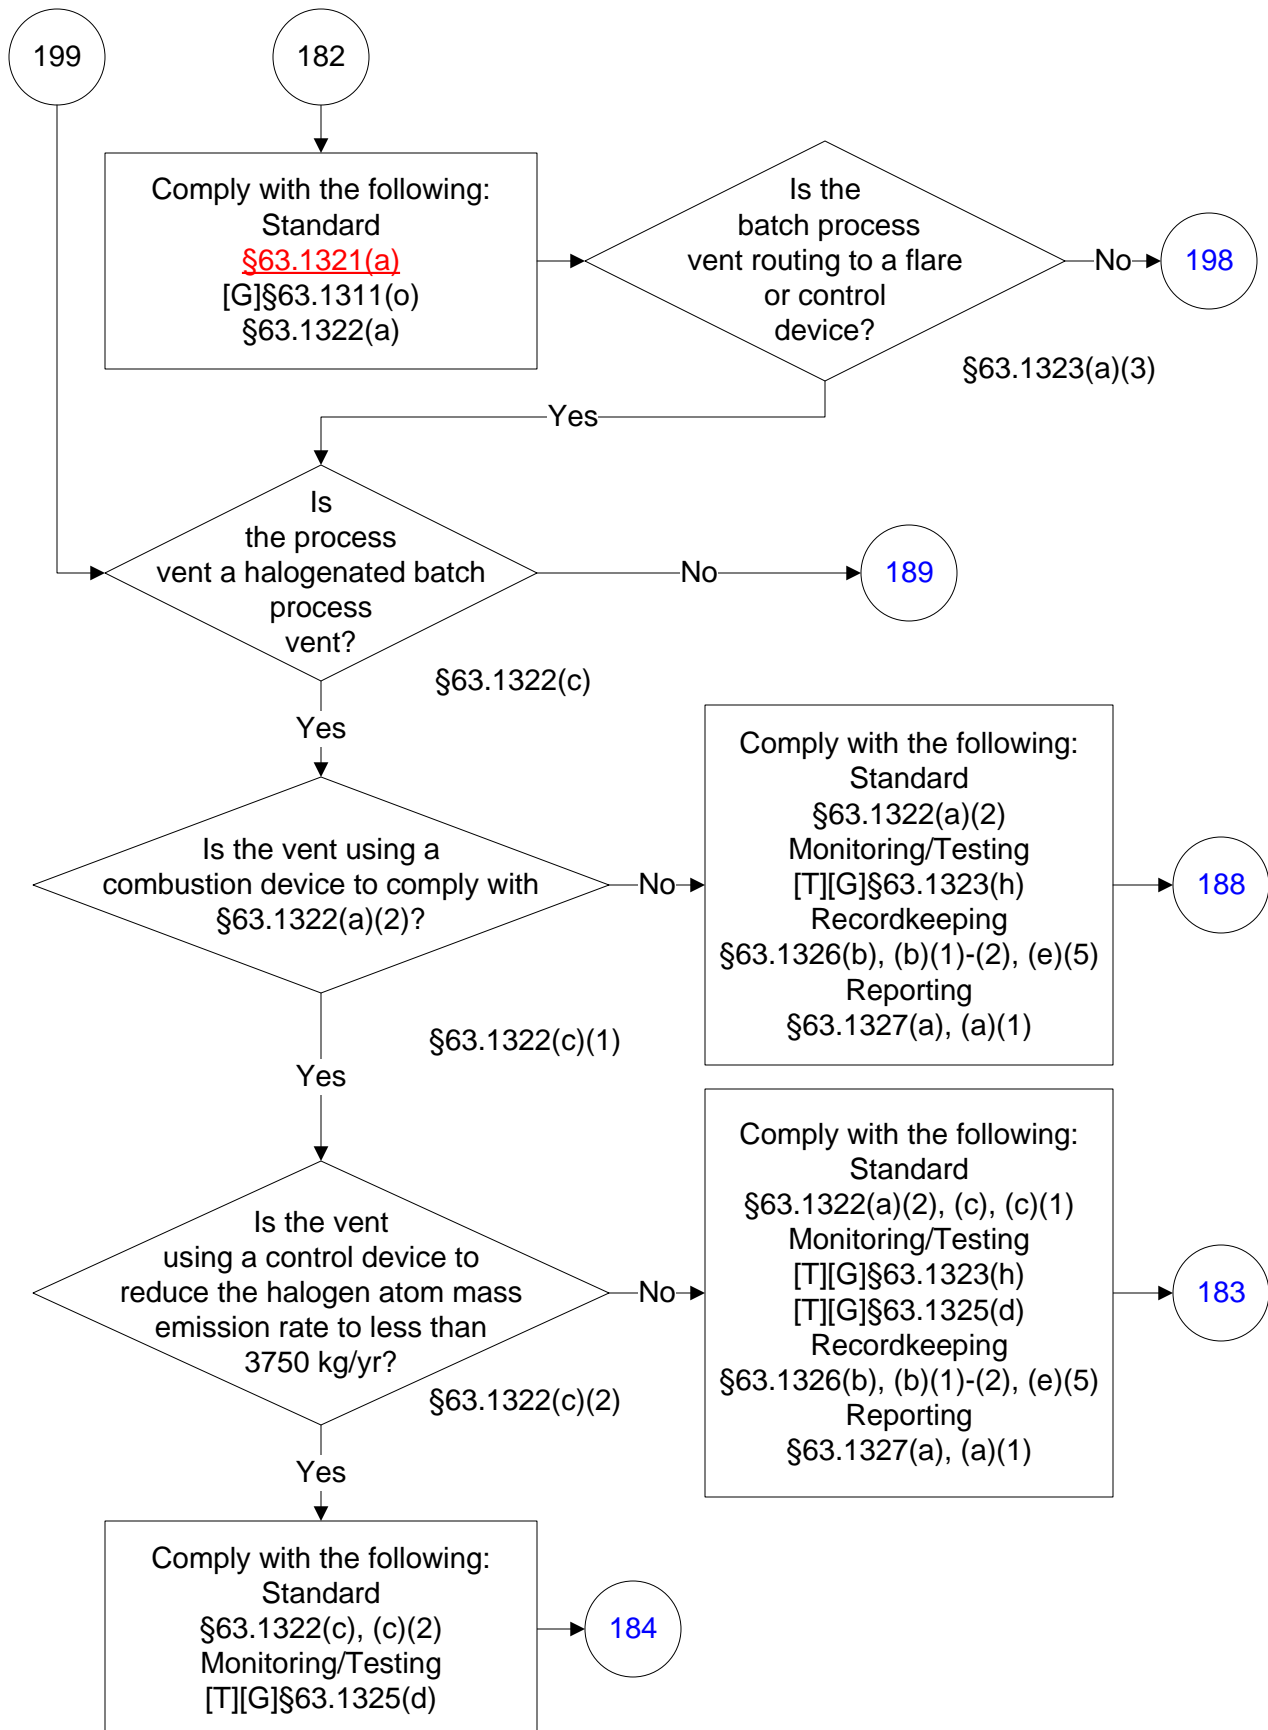 199
182
Comply with the following:
Standard
§63.1321(a)
[G]§63.1311(o)
§63.1322(a)
Is the
batch process
vent routing to a flare
or control
device?
No
198
§63.1323(a)(3)
Yes
Is
the process
vent a halogenated batch
process
vent?
No
189
§63.1322(c)
Yes
Is the vent using a
combustion device to comply with
§63.1322(a)(2)?
No
Comply with the following:
Standard
§63.1322(a)(2)
Monitoring/Testing
[T][G]§63.1323(h)
Recordkeeping
§63.1326(b), (b)(1)-(2), (e)(5)
Reporting
§63.1327(a), (a)(1)
188
§63.1322(c)(1)
Yes
Is the vent
using a control device to
reduce the halogen atom mass
emission rate to less than
3750 kg/yr?
No
Comply with the following:
Standard
§63.1322(a)(2), (c), (c)(1)
Monitoring/Testing
[T][G]§63.1323(h)
[T][G]§63.1325(d)
Recordkeeping
§63.1326(b), (b)(1)-(2), (e)(5)
Reporting
§63.1327(a), (a)(1)
183
§63.1322(c)(2)
Yes
Comply with the following:
Standard
§63.1322(c), (c)(2)
Monitoring/Testing
[T][G]§63.1325(d)
184